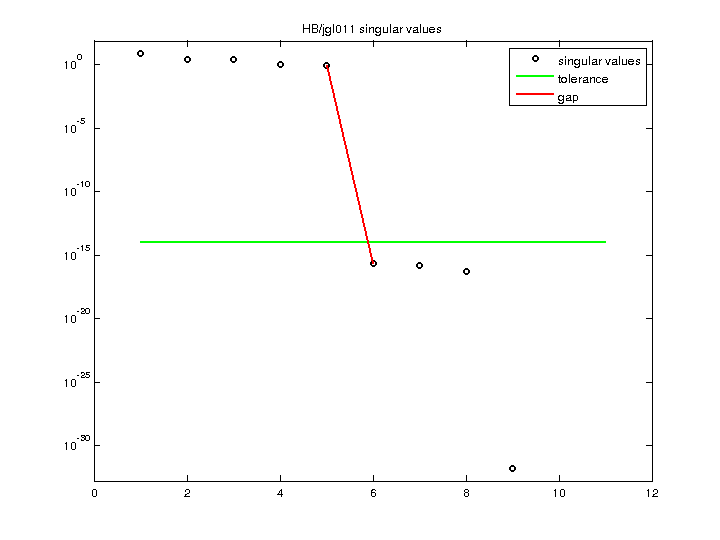 HB/jgl011 singular values
singular values
tolerance
gap
10^0
10^-5
10^-10
10^-15
10^-20
10^-25
10^-30
0 2 4 6 8 10 12